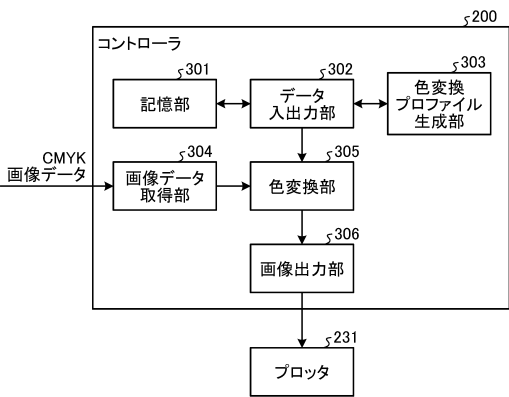 200
コントローラ
301
記憶部
302
データ
入出力部
303
色変換
プロファイル
生成部
CMYK
画像データ
304
画像データ
取得部
305
色変換部
306
画像出力部
231
プロッタ